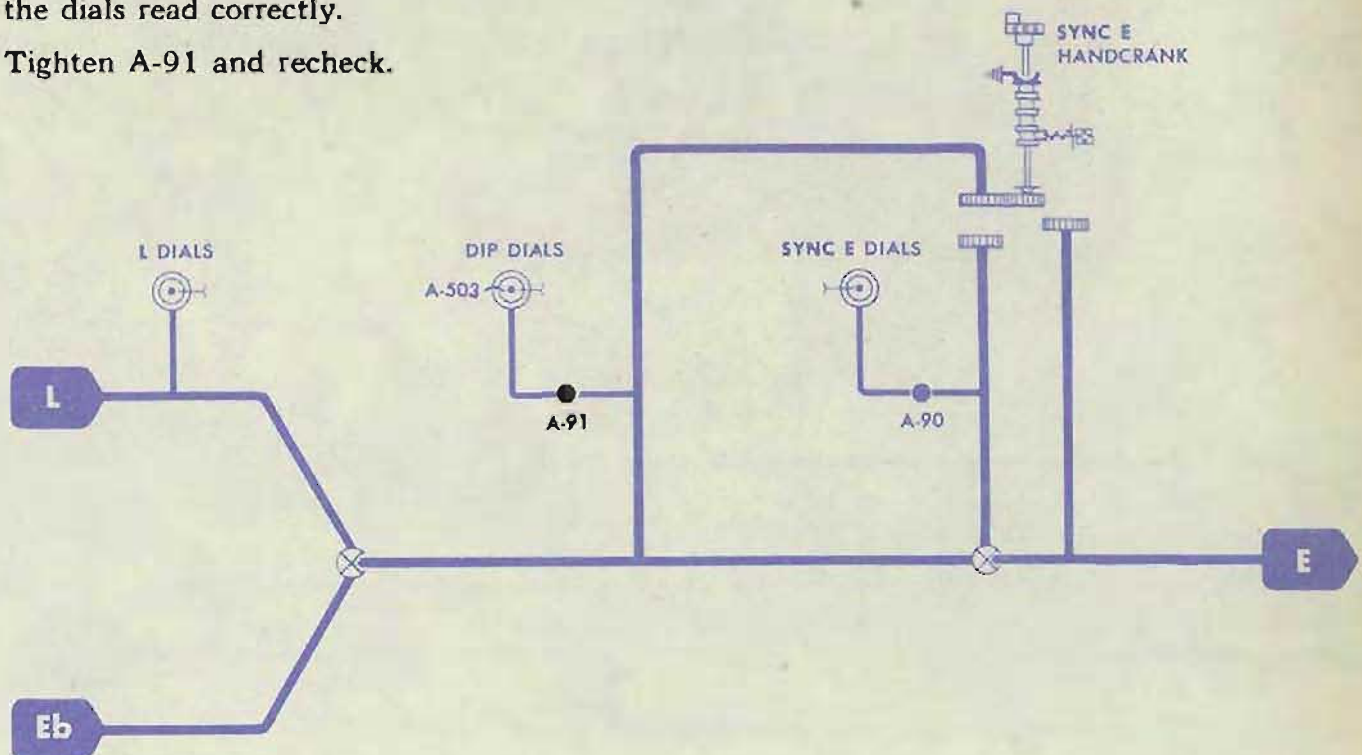 the dials read correctly.
Tighten A-91 and recheck.
SYNC E
HANDCRANK
L DIALS
DIP DIALS
SYNC E DIALS
A-503
L
A-91
A-90
E
Eb